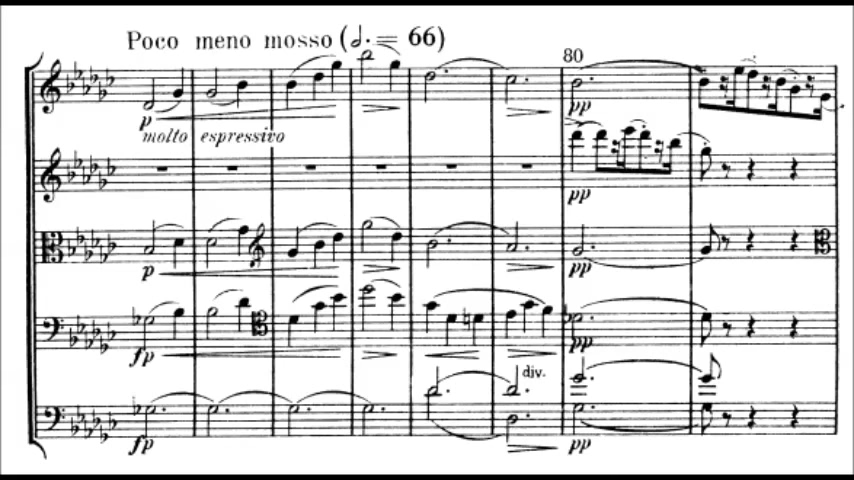 Poco meno mosso (𝅗𝅥. = 66)
80
p
pp
molto espressivo
pp
p
pp
fp
pp
div.
fp
pp